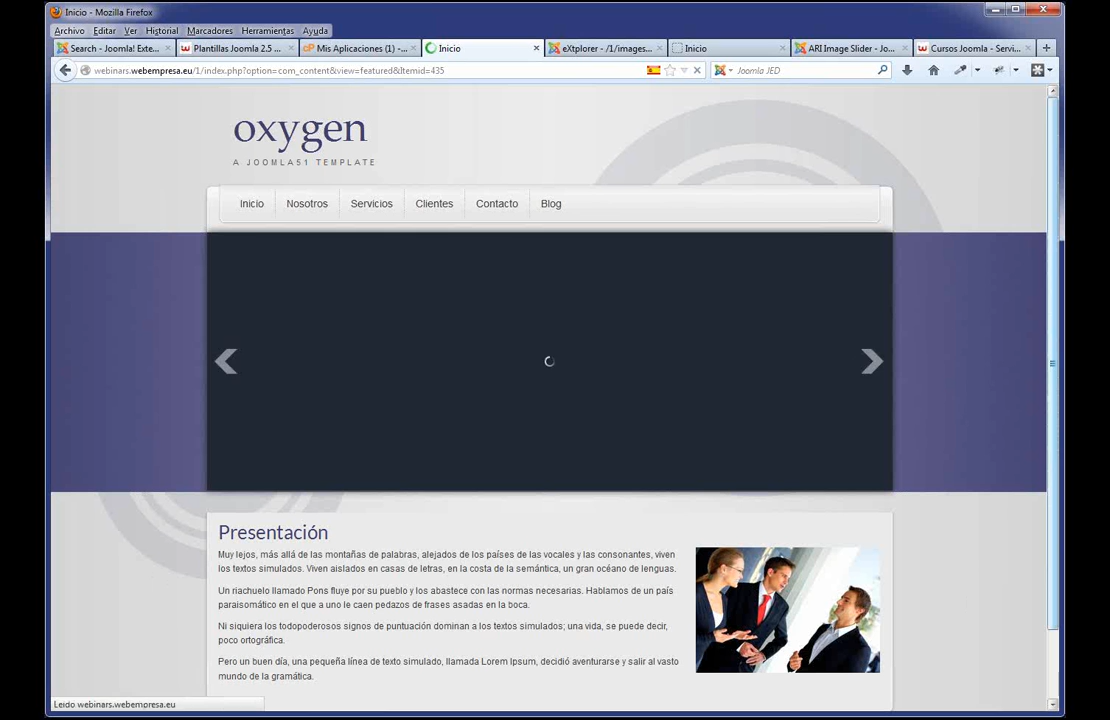 Inicio - Mozilla Firefox
Archivo Editar Ver Historial Marcadores Herramientas Ayuda
Search - Joomla! Exte... Plantillas Joomla 2.5 ... Mis Aplicaciones (1) -... Inicio eXtplorer - /1/images... Inicio ARI Image Slider - Jo... Cursos Joomla - Servi...
webinars.webempresa.eu/1/index.php?option=com_content&view=featured&Itemid=435 Joomla JED
oxygen
A JOOMLA51 TEMPLATE
Inicio Nosotros Servicios Clientes Contacto Blog
Presentación
Muy lejos, más allá de las montañas de palabras, alejados de los países de las vocales y las consonantes, viven
los textos simulados. Viven aislados en casas de letras, en la costa de la semántica, un gran océano de lenguas.
Un riachuelo llamado Pons fluye por su pueblo y los abastece con las normas necesarias. Hablamos de un país
paraisomático en el que a uno le caen pedazos de frases asadas en la boca.
Ni siquiera los todopoderosos signos de puntuación dominan a los textos simulados; una vida, se puede decir,
poco ortográfica.
Pero un buen día, una pequeña línea de texto simulado, llamada Lorem Ipsum, decidió aventurarse y salir al vasto
mundo de la gramática.
Leido webinars.webempresa.eu